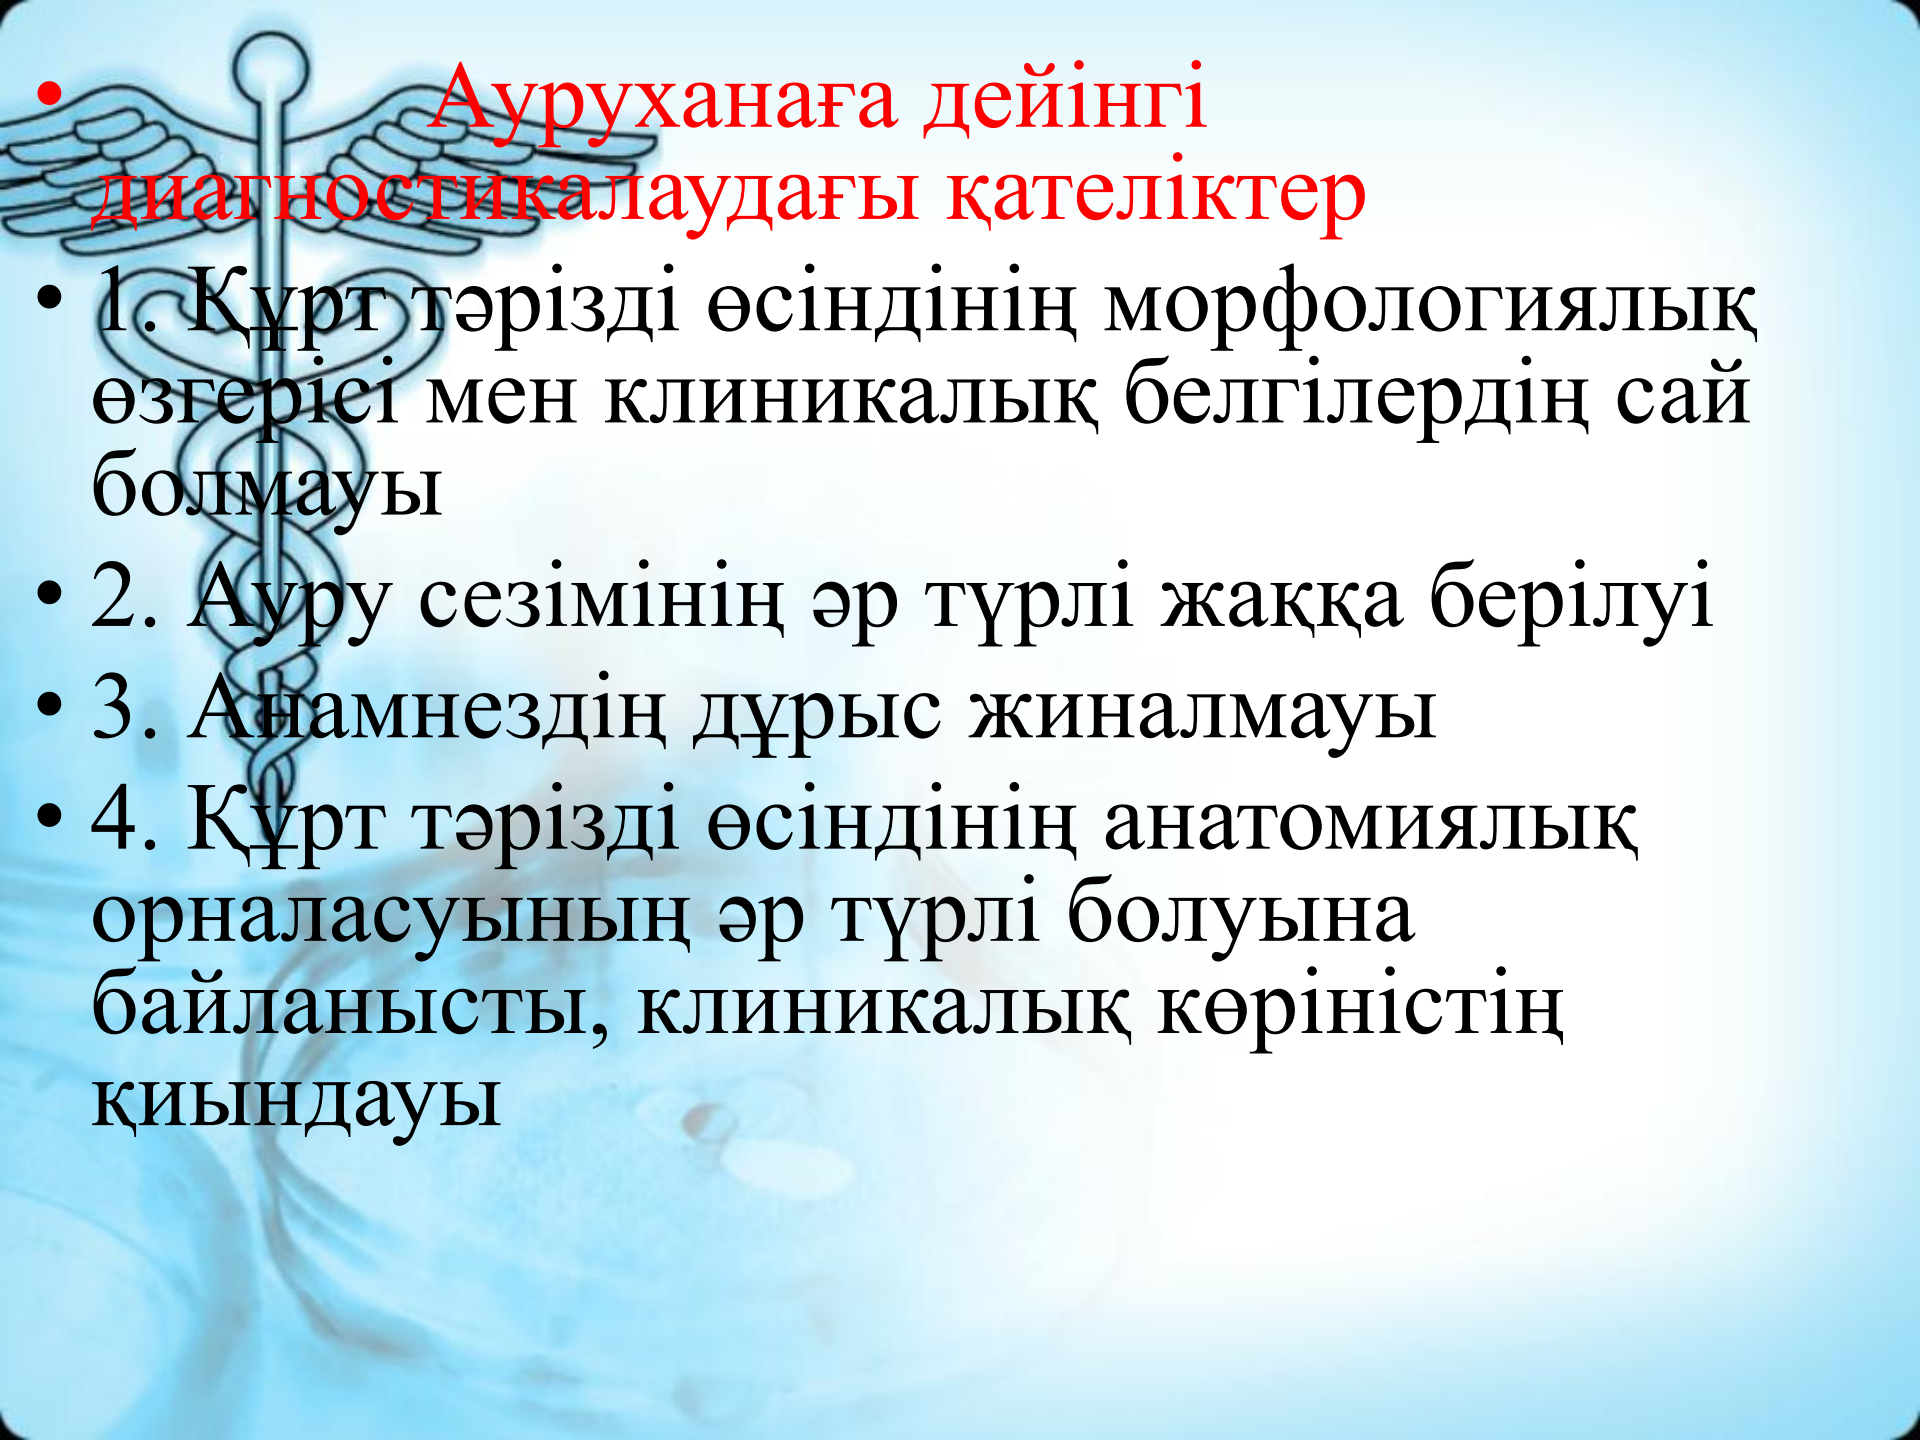 • Ауруханаға дейінгі
диагностикалаудағы қателіктер
• 1. Құрт тәрізді өсіндінің морфологиялық
өзгерісі мен клиникалық белгілердің сай
болмауы
• 2. Ауру сезімінің әр түрлі жаққа берілуі
• 3. Анамнездің дұрыс жиналмауы
• 4. Құрт тәрізді өсіндінің анатомиялық
орналасуының әр түрлі болуына
байланысты, клиникалық көріністің
қиындауы